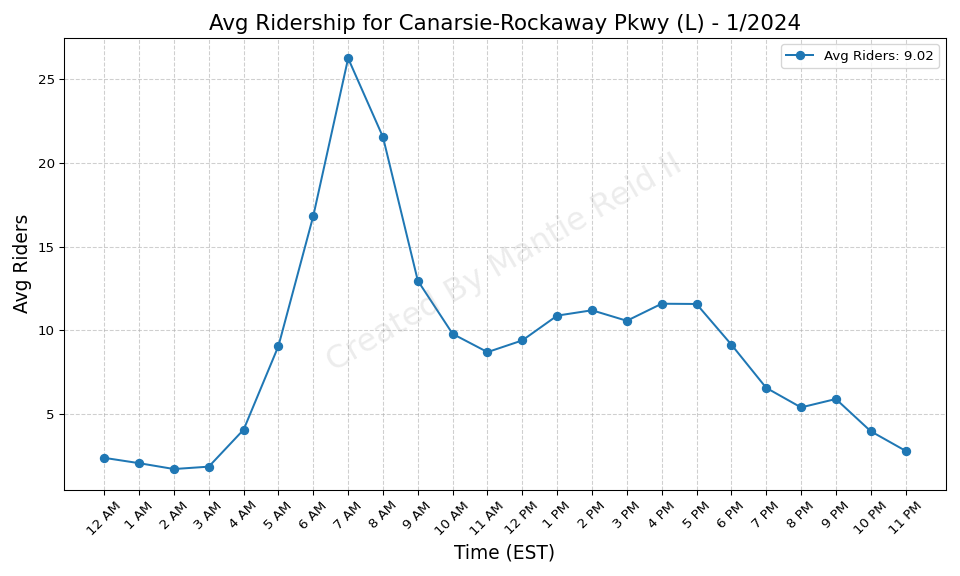 Avg Ridership for Canarsie-Rockaway Pkwy (L) - 1/2024
Avg Riders: 9.02
25
20
15
10
5
Avg Riders
Created By Mantie Reid II
12 AM
1 AM
2 AM
3 AM
4 AM
5 AM
6 AM
7 AM
8 AM
9 AM
10 AM
11 AM
12 PM
1 PM
2 PM
3 PM
4 PM
5 PM
6 PM
7 PM
8 PM
9 PM
10 PM
11 PM
Time (EST)